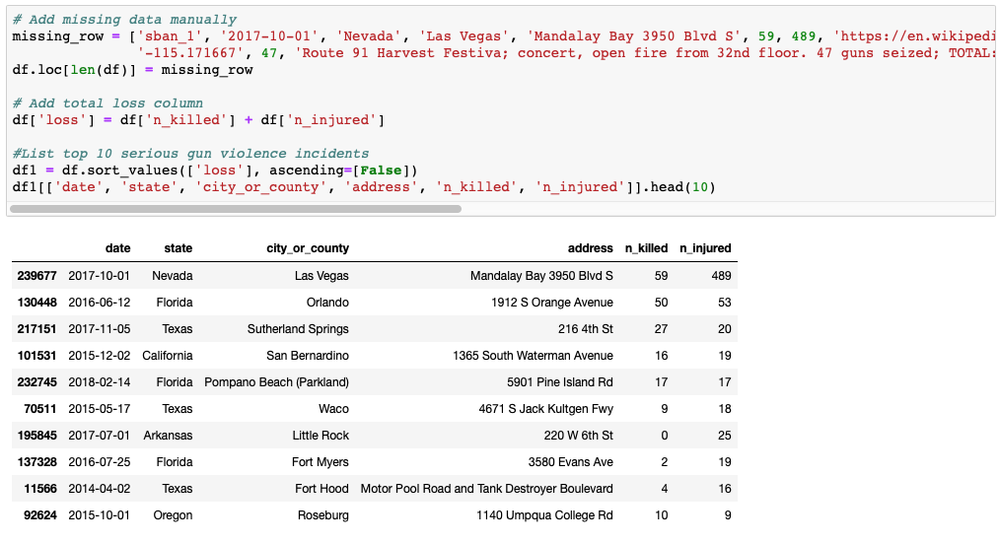 # Add missing data manually
missing_row = ['sban_1', '2017-10-01', 'Nevada', 'Las Vegas', 'Mandalay Bay 3950 Blvd S', 59, 489, 'https://en.wikipedi
'-115.171667', 47, 'Route 91 Harvest Festiva; concert, open fire from 32nd floor. 47 guns seized; TOTAL:
df.loc[len(df)] = missing_row
# Add total loss column
df['loss'] = df['n_killed'] + df['n_injured']
#List top 10 serious gun violence incidents
df1 = df.sort_values(['loss'], ascending=[False])
df1[['date', 'state', 'city_or_county', 'address', 'n_killed', 'n_injured']].head(10)
date state city_or_county address n_killed n_injured
239677 2017-10-01 Nevada Las Vegas Mandalay Bay 3950 Blvd S 59 489
130448 2016-06-12 Florida Orlando 1912 S Orange Avenue 50 53
217151 2017-11-05 Texas Sutherland Springs 216 4th St 27 20
101531 2015-12-02 California San Bernardino 1365 South Waterman Avenue 16 19
232745 2018-02-14 Florida Pompano Beach (Parkland) 5901 Pine Island Rd 17 17
70511 2015-05-17 Texas Waco 4671 S Jack Kultgen Fwy 9 18
195845 2017-07-01 Arkansas Little Rock 220 W 6th St 0 25
137328 2016-07-25 Florida Fort Myers 3580 Evans Ave 2 19
11566 2014-04-02 Texas Fort Hood Motor Pool Road and Tank Destroyer Boulevard 4 16
92624 2015-10-01 Oregon Roseburg 1140 Umpqua College Rd 10 9